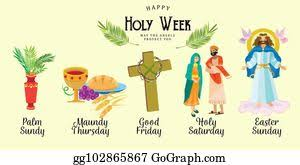 HAPPY
HOLY WEEK
MAY THE ANGELS
PROTECT YOU
Palm
Sundy
Maundy
Thursday
Good
Friday
Holy
Saturday
Easter
Sunday
gg102865867 GoGraph.com